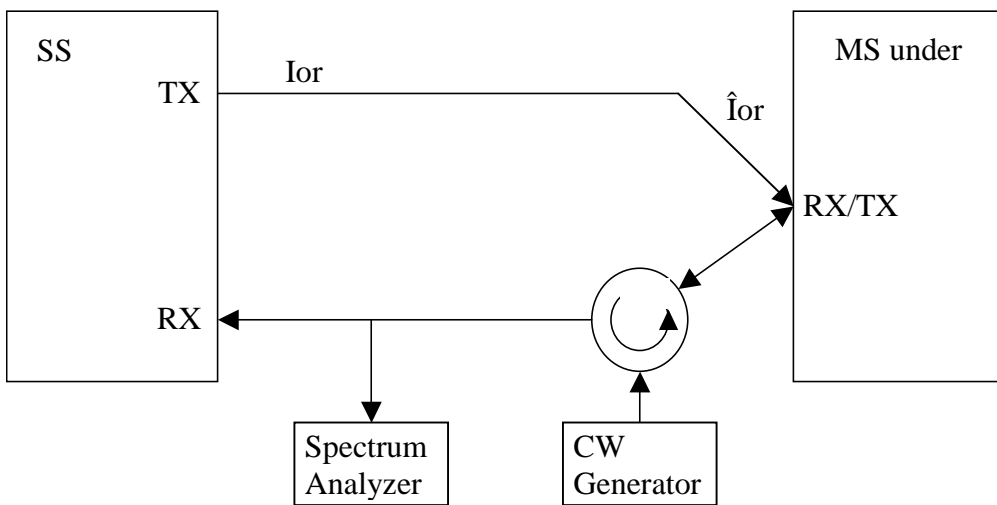 SS
MS under
TX
Ior
Îor
RX/TX
RX
Spectrum
Analyzer
CW
Generator